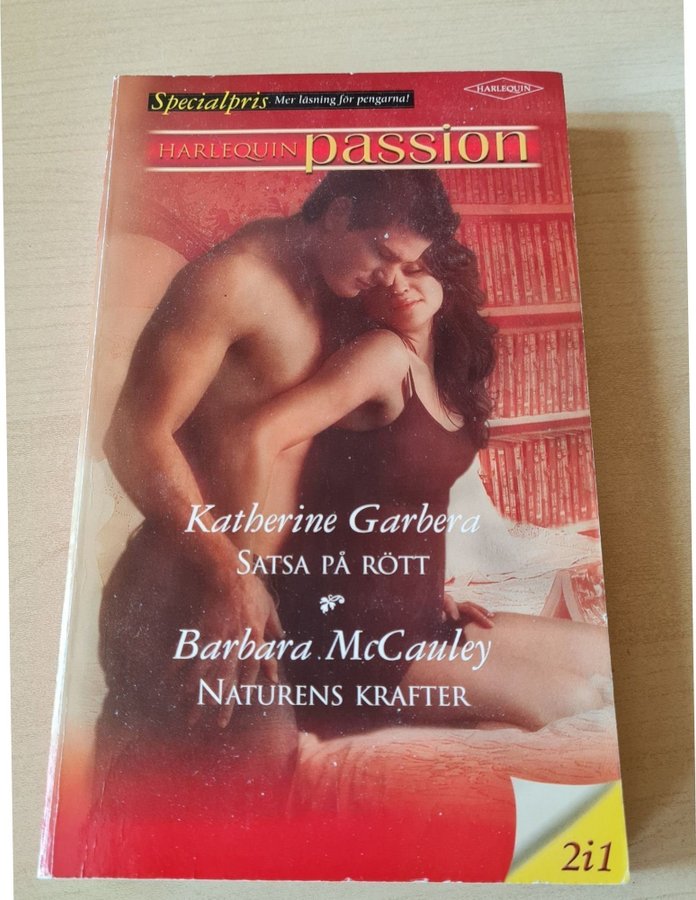 Specialpris Mer läsning för pengarna!
HARLEQUIN
HARLEQUIN passion
Katherine Garbera
SATSA PÅ RÖTT
Barbara McCauley
NATURENS KRAFTER
2i1